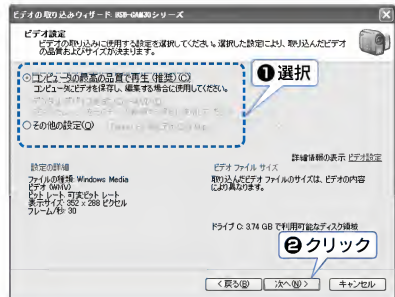 ビデオの取り込みウィザード USB-CAM30シリーズ
ビデオ設定
ビデオの取り込みに使用する設定を選択してください。選択した設定により、取り込んだビデオ
の品質およびサイズが決まります。
コンピュータの最高の品質で再生 (推奨)(C)
コンピュータにビデオを保存し、編集する場合に使用してください。
その他の設定(O)
❶選択
設定の詳細
ファイルの種類: Windows Media
ビデオ (WMV)
ビット レート: 可変ビット レート
表示サイズ: 352 x 288 ピクセル
フレーム/秒: 30
詳細情報の表示 ビデオ設定
ビデオ ファイル サイズ
取り込んだビデオ ファイルのサイズは、ビデオの内容
により異なります。
ドライブ C: 3.74 GB で利用可能なディスク領域
❷クリック
< 戻る(B)
次へ(N) >
キャンセル